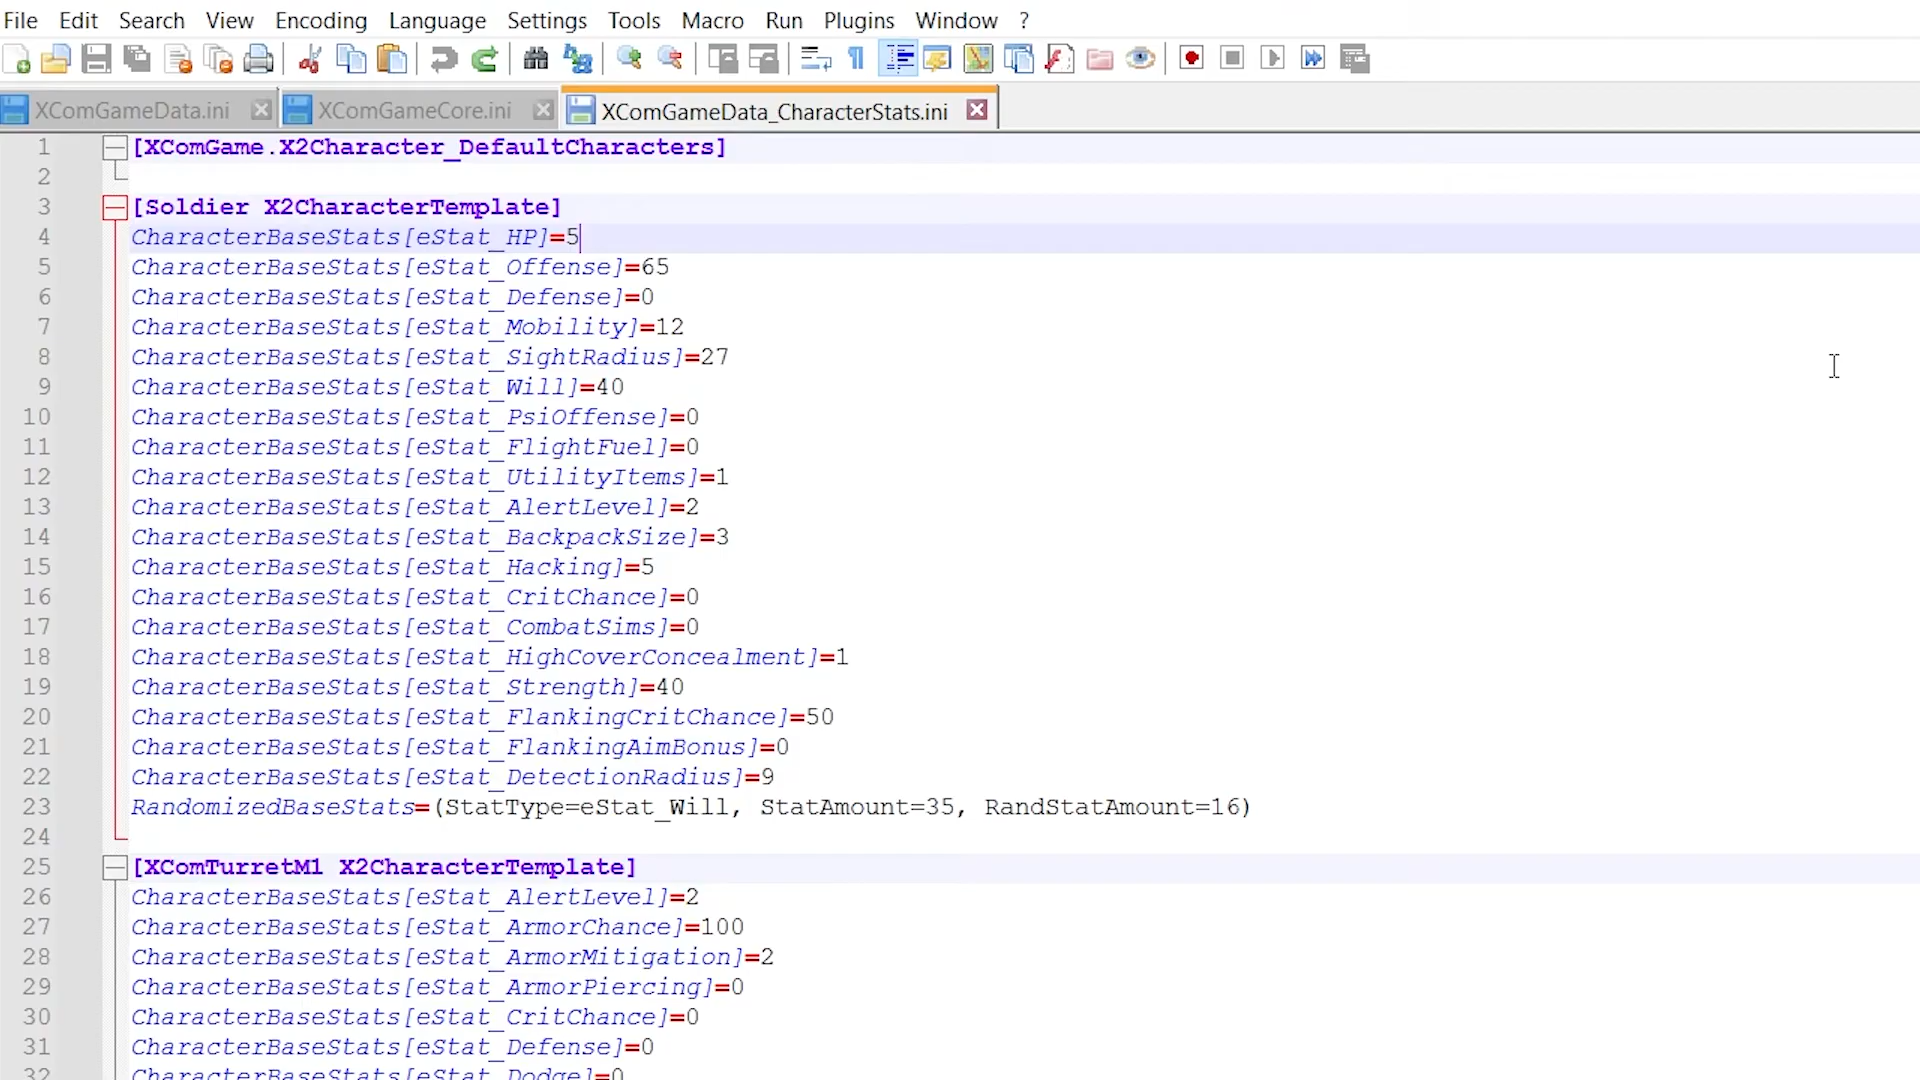 File Edit Search View Encoding Language Settings Tools Macro Run Plugins Window ?
XComGameData.ini XComGameCore.ini XComGameData_CharacterStats.ini
1 [XComGame.X2Character_DefaultCharacters]
2
3 [Soldier X2CharacterTemplate]
4 CharacterBaseStats[eStat_HP]=5
5 CharacterBaseStats[eStat_Offense]=65
6 CharacterBaseStats[eStat_Defense]=0
7 CharacterBaseStats[eStat_Mobility]=12
8 CharacterBaseStats[eStat_SightRadius]=27
9 CharacterBaseStats[eStat_Will]=40
10 CharacterBaseStats[eStat_PsiOffense]=0
11 CharacterBaseStats[eStat_FlightFuel]=0
12 CharacterBaseStats[eStat_UtilityItems]=1
13 CharacterBaseStats[eStat_AlertLevel]=2
14 CharacterBaseStats[eStat_BackpackSize]=3
15 CharacterBaseStats[eStat_Hacking]=5
16 CharacterBaseStats[eStat_CritChance]=0
17 CharacterBaseStats[eStat_CombatSims]=0
18 CharacterBaseStats[eStat_HighCoverConcealment]=1
19 CharacterBaseStats[eStat_Strength]=40
20 CharacterBaseStats[eStat_FlankingCritChance]=50
21 CharacterBaseStats[eStat_FlankingAimBonus]=0
22 CharacterBaseStats[eStat_DetectionRadius]=9
23 RandomizedBaseStats=(StatType=eStat_Will, StatAmount=35, RandStatAmount=16)
24
25 [XComTurretM1 X2CharacterTemplate]
26 CharacterBaseStats[eStat_AlertLevel]=2
27 CharacterBaseStats[eStat_ArmorChance]=100
28 CharacterBaseStats[eStat_ArmorMitigation]=2
29 CharacterBaseStats[eStat_ArmorPiercing]=0
30 CharacterBaseStats[eStat_CritChance]=0
31 CharacterBaseStats[eStat_Defense]=0
32 CharacterBaseStats[eStat_Dodge]=0